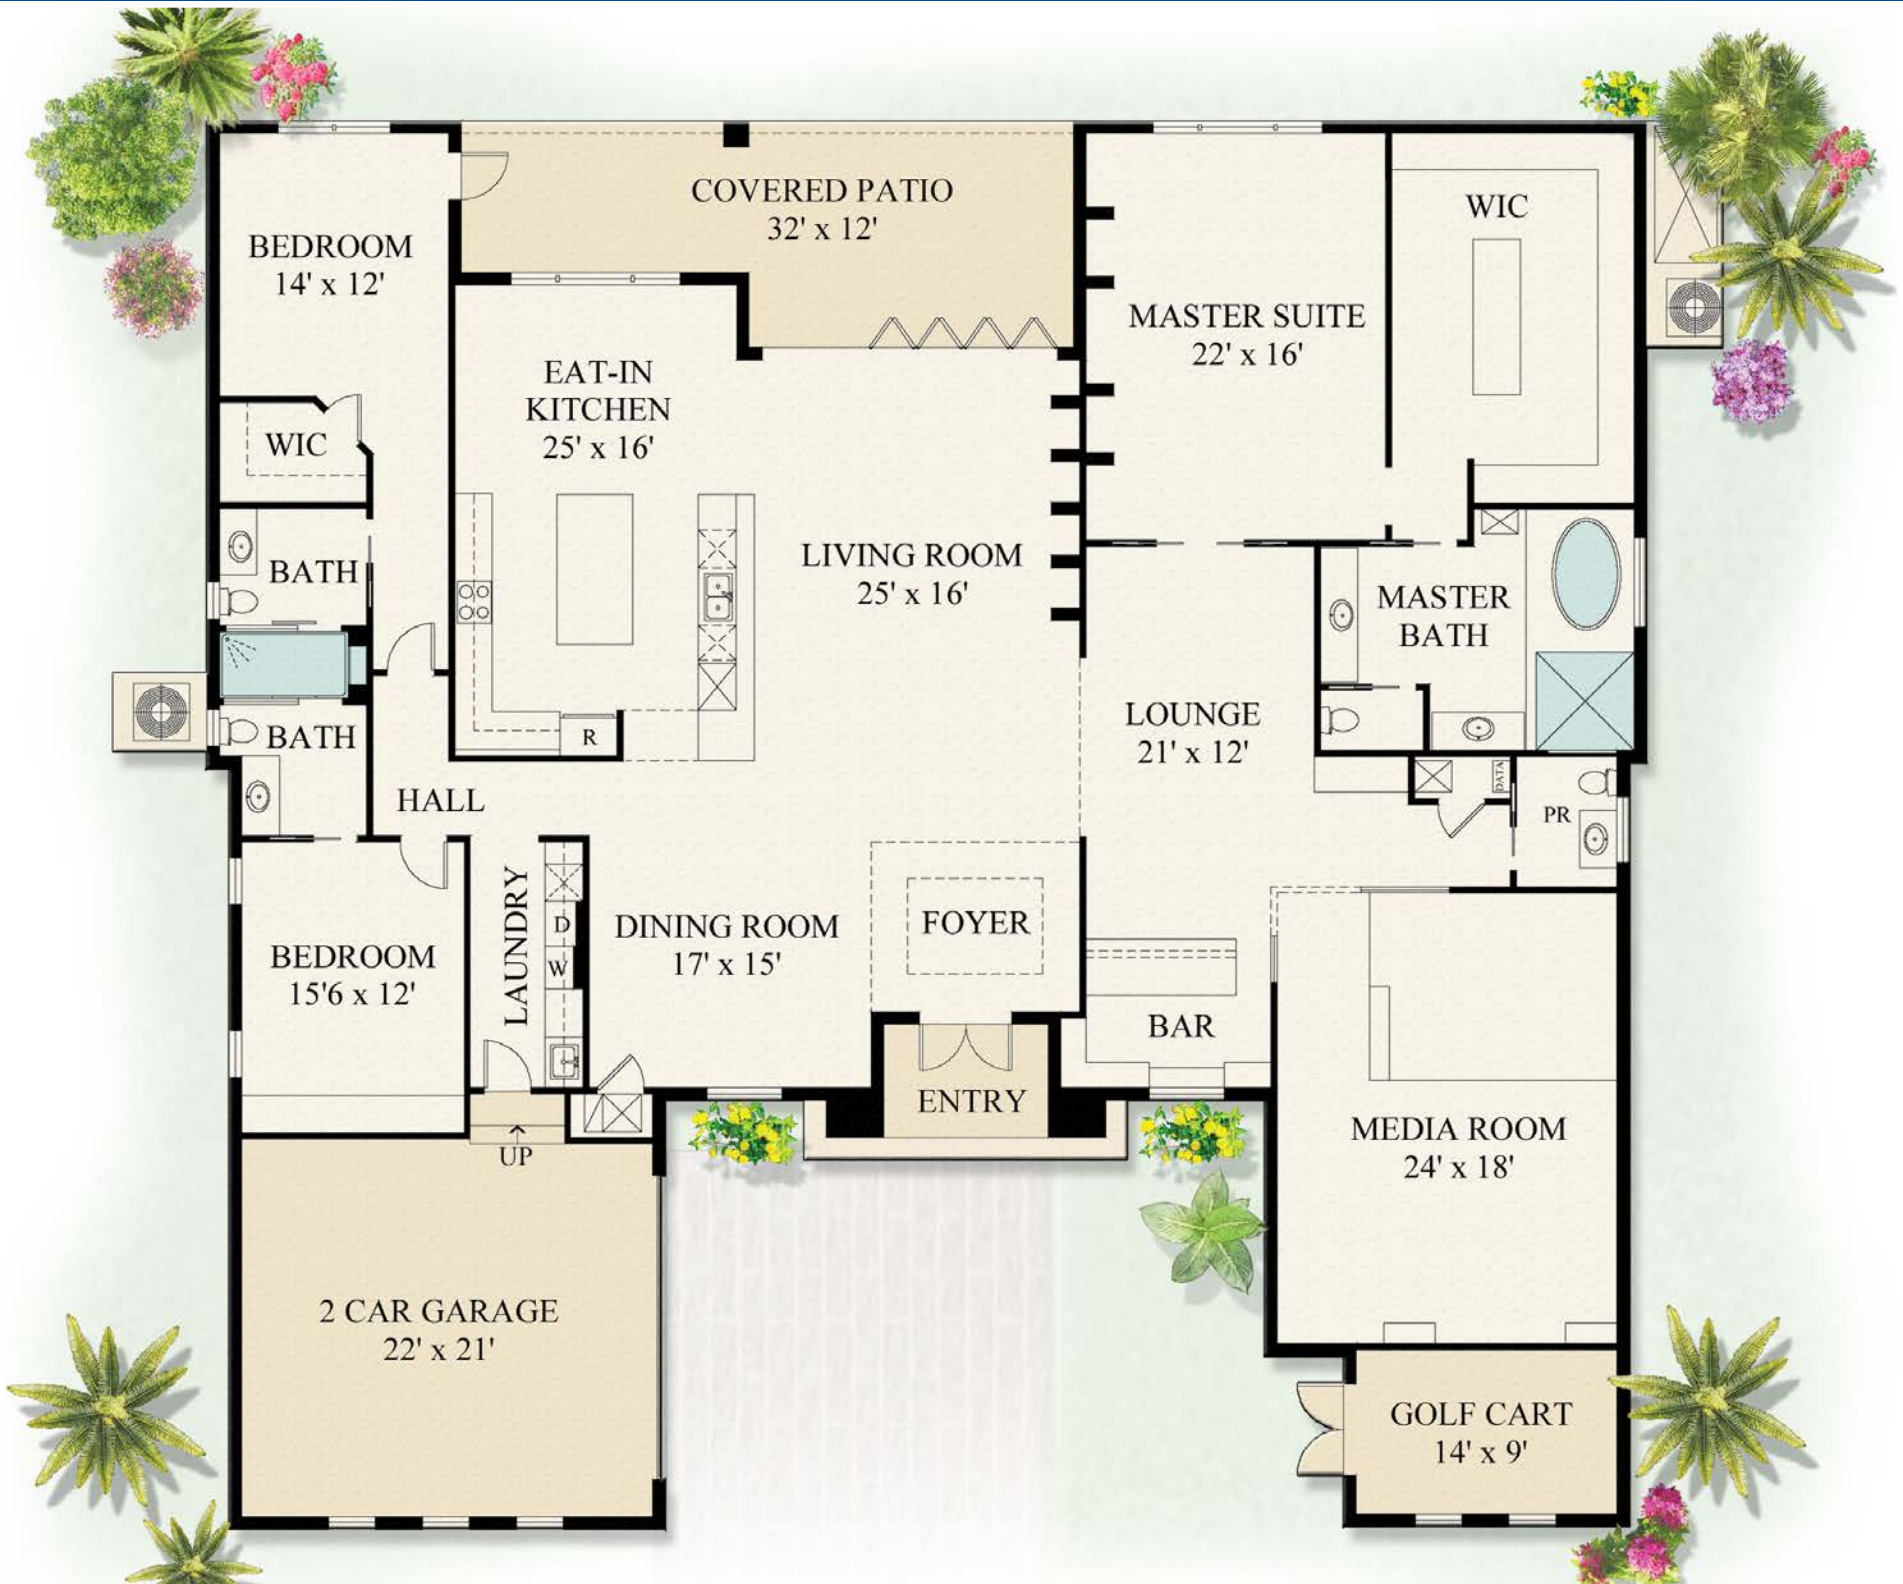 COVERED PATIO
32' x 12'
BEDROOM
14' x 12'
WIC
MASTER SUITE
22' x 16'
EAT-IN
KITCHEN
25' x 16'
WIC
LIVING ROOM
25' x 16'
BATH
MASTER
BATH
BATH
R
LOUNGE
21' x 12'
HALL
DATA
PR
LAUNDRY
D
W
DINING ROOM
17' x 15'
FOYER
BEDROOM
15'6 x 12'
BAR
ENTRY
UP
MEDIA ROOM
24' x 18'
2 CAR GARAGE
22' x 21'
GOLF CART
14' x 9'